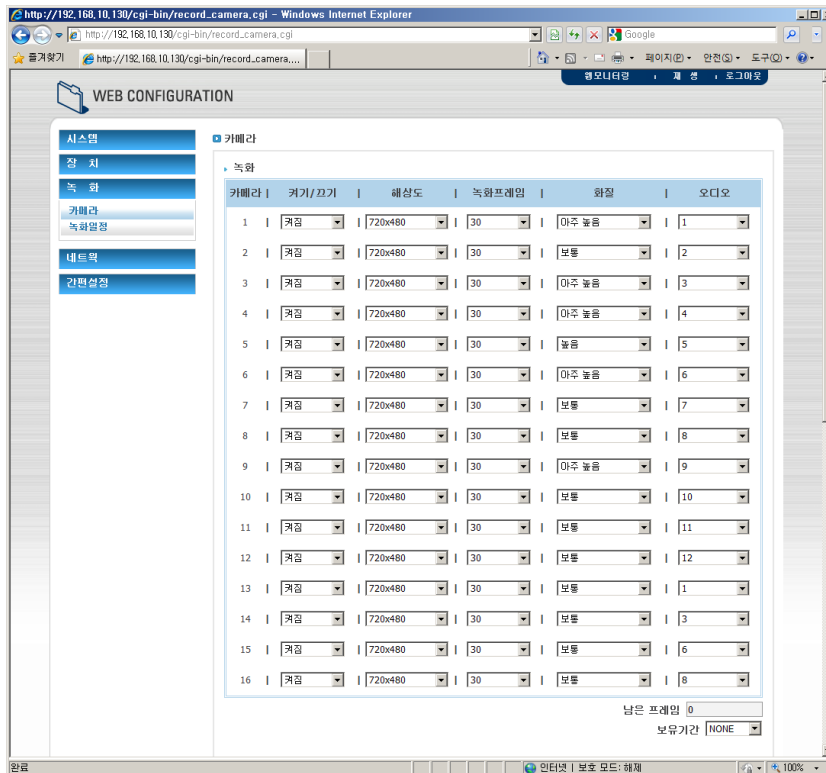 http://192.168.10.130/cgi-bin/record_camera.cgi - Windows Internet Explorer
http://192.168.10.130/cgi-bin/record_camera.cgi
Google
즐겨찾기 http://192.168.10.130/cgi-bin/record_camera,... 페이지(P) 안전(S) 도구(O)
웹모니터링 재 생 로그아웃
WEB CONFIGURATION
시스템
장 치
녹 화
카메라
녹화일정
네트웍
간편설정
카메라
녹화
카메라 | 켜기/끄기 | 해상도 | 녹화프레임 | 화질 | 오디오
1 | 켜짐 | 720x480 | 30 | 아주 높음 | 1
2 | 켜짐 | 720x480 | 30 | 보통 | 2
3 | 켜짐 | 720x480 | 30 | 아주 높음 | 3
4 | 켜짐 | 720x480 | 30 | 아주 높음 | 4
5 | 켜짐 | 720x480 | 30 | 높음 | 5
6 | 켜짐 | 720x480 | 30 | 아주 높음 | 6
7 | 켜짐 | 720x480 | 30 | 보통 | 7
8 | 켜짐 | 720x480 | 30 | 보통 | 8
9 | 켜짐 | 720x480 | 30 | 아주 높음 | 9
10 | 켜짐 | 720x480 | 30 | 보통 | 10
11 | 켜짐 | 720x480 | 30 | 보통 | 11
12 | 켜짐 | 720x480 | 30 | 보통 | 12
13 | 켜짐 | 720x480 | 30 | 보통 | 1
14 | 켜짐 | 720x480 | 30 | 보통 | 3
15 | 켜짐 | 720x480 | 30 | 보통 | 6
16 | 켜짐 | 720x480 | 30 | 보통 | 8
남은 프레임 0
보유기간 NONE
완료 인터넷 | 보호 모드: 해제 100%